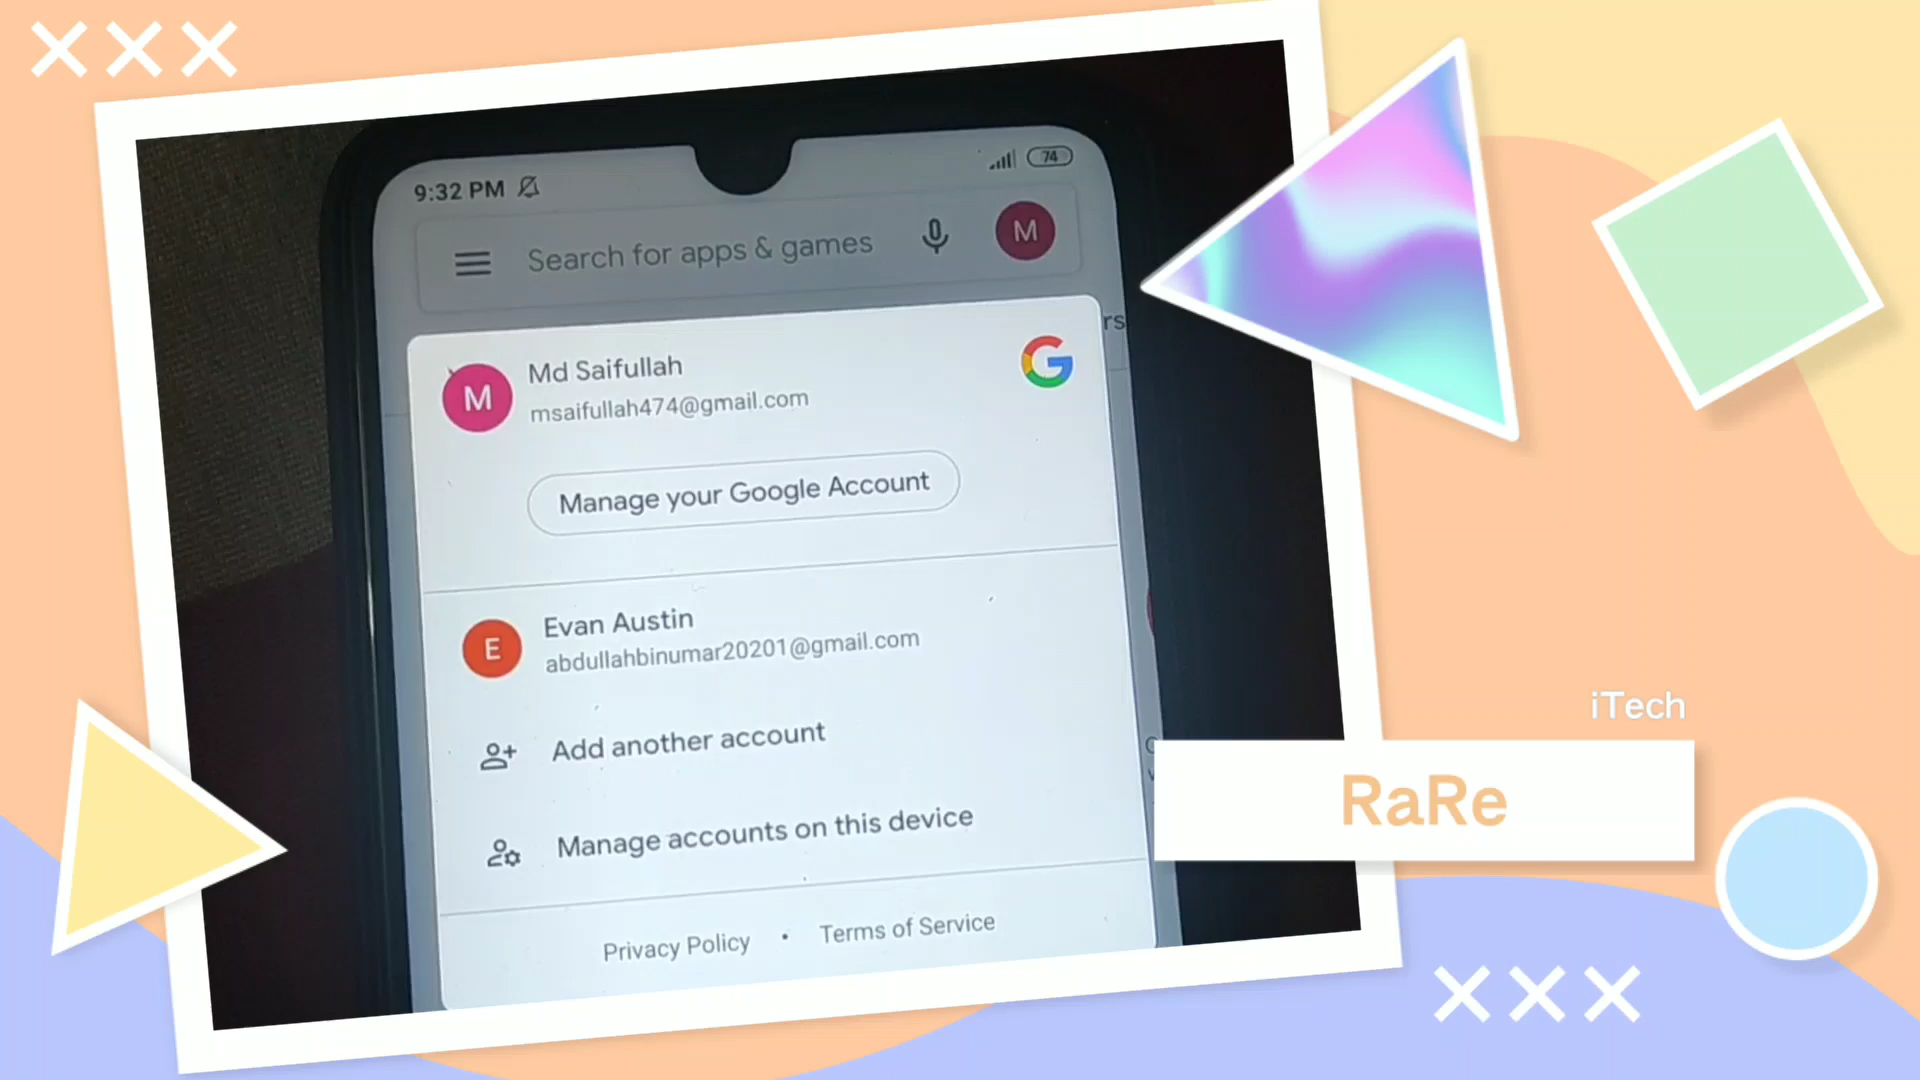 9:32 PM
74
Search for apps & games
M
rs
M
Md Saifullah
msaifullah474@gmail.com
Manage your Google Account
E
Evan Austin
abdullahbinumar20201@gmail.com
Add another account
Manage accounts on this device
Privacy Policy • Terms of Service
iTech
RaRe